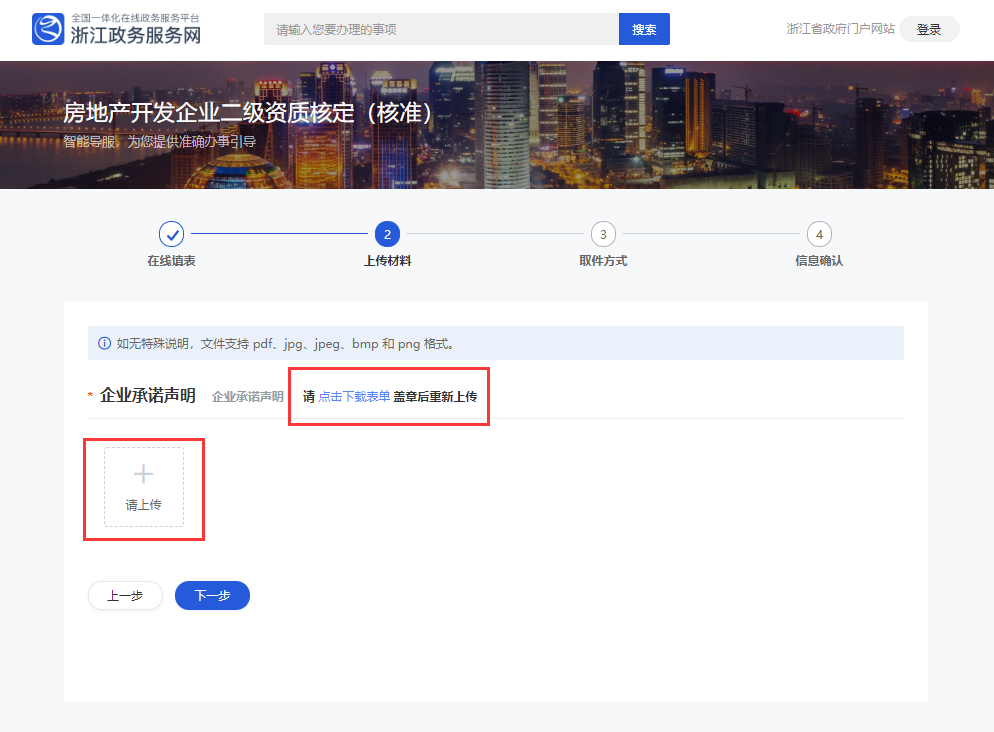 全国一体化在线政务服务平台
浙江政务服务网
请输入您要办理的事项
搜索
浙江省政府门户网站
登录
房地产开发企业二级资质核定（核准）
智能导服，为您提供准确办事引导
2
3
4
在线填表
上传材料
取件方式
信息确认
如无特殊说明，文件支持 pdf、jpg、jpeg、bmp 和 png 格式。
* 企业承诺声明 企业承诺声明 请 点击下载表单 盖章后重新上传
请上传
上一步
下一步